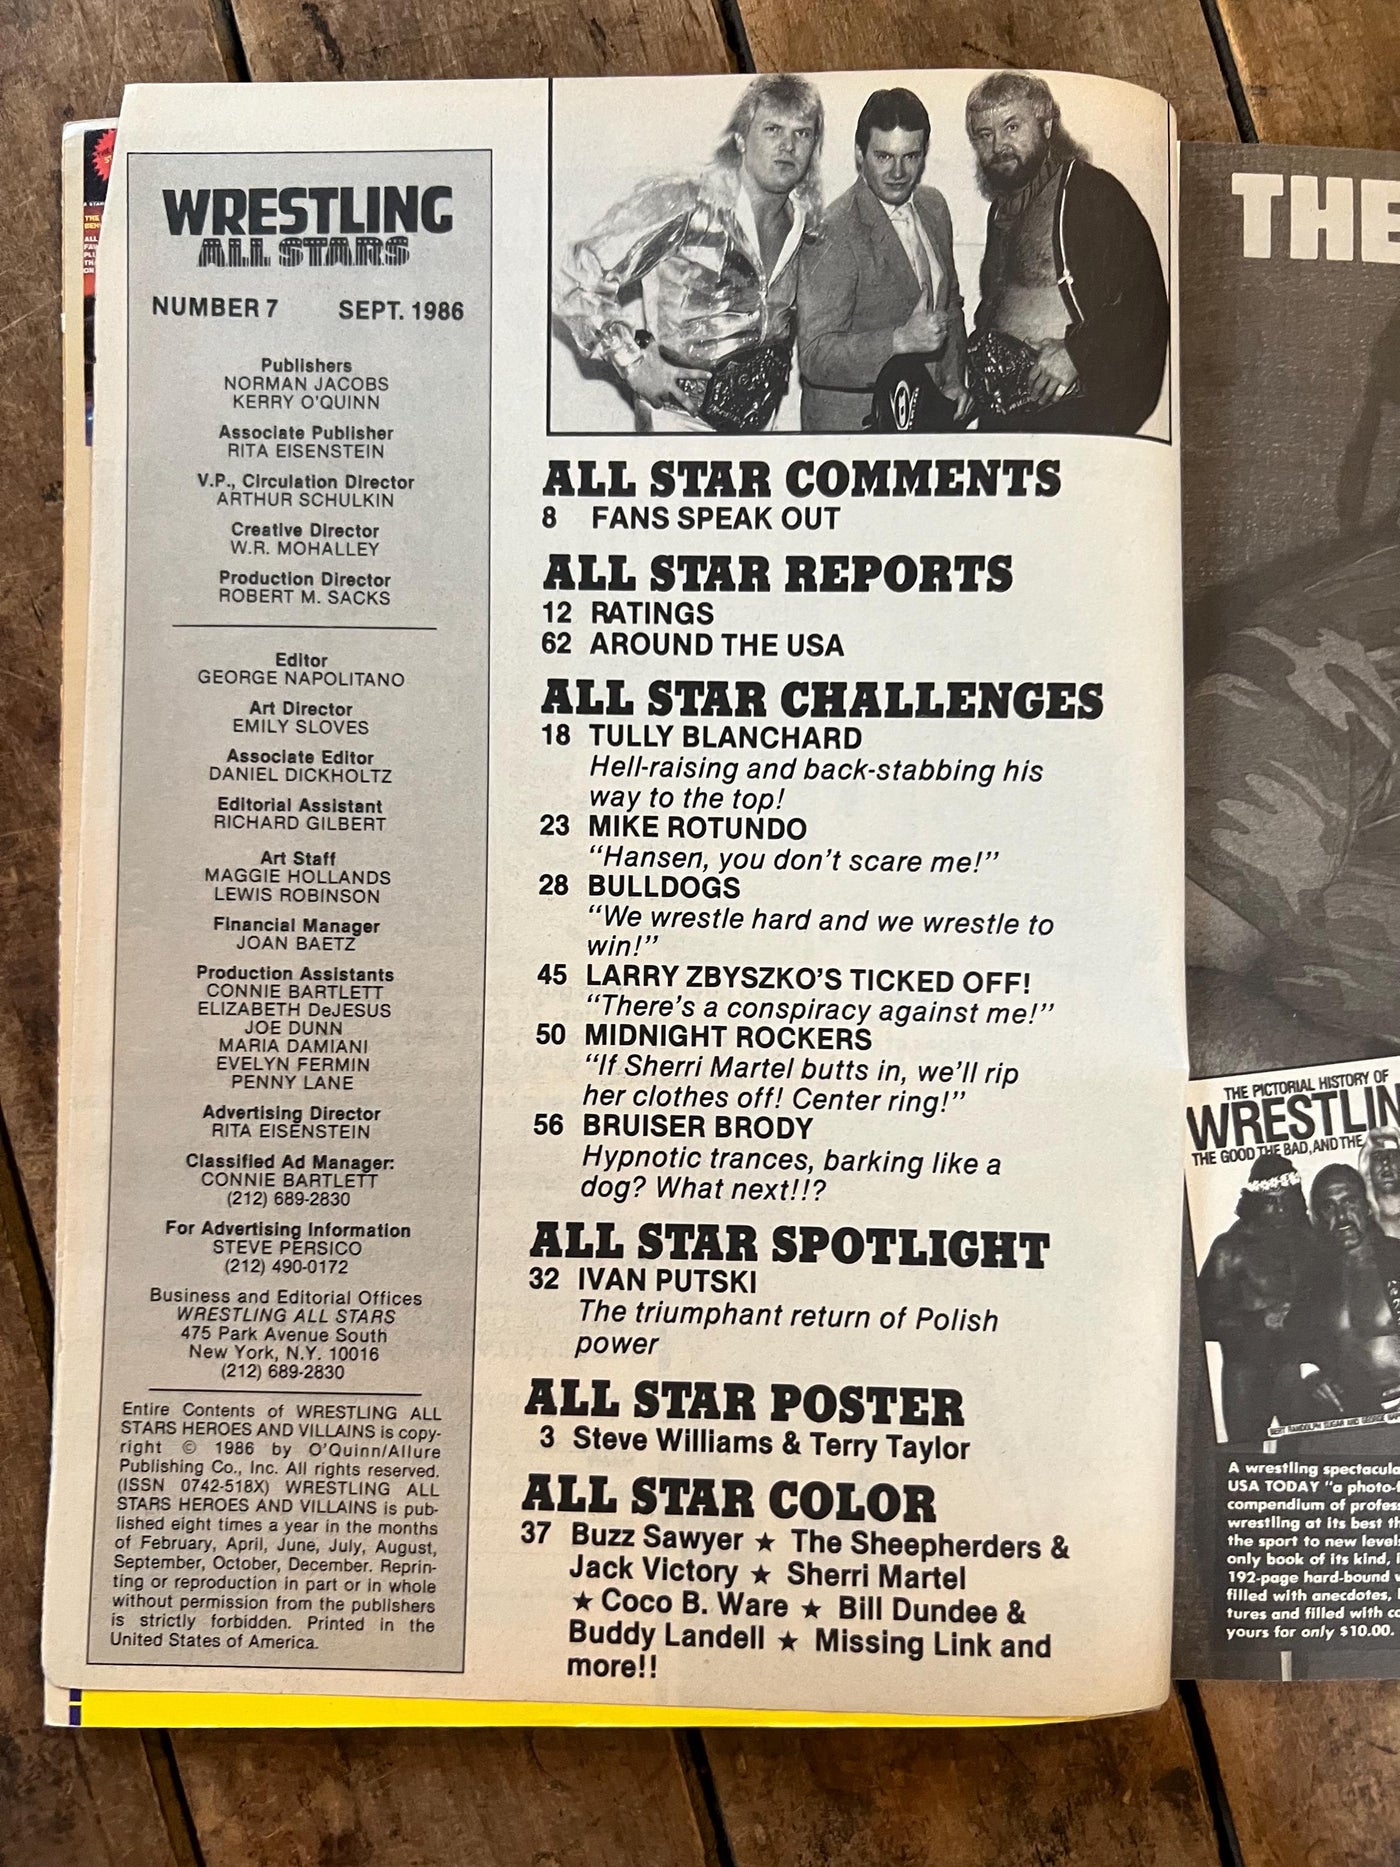 WRESTLING
ALL STARS
NUMBER 7 SEPT. 1986
Publishers
NORMAN JACOBS
KERRY O'QUINN
Associate Publisher
RITA EISENSTEIN
V.P., Circulation Director
ARTHUR SCHULKIN
Creative Director
W.R. MOHALLEY
Production Director
ROBERT M. SACKS
Editor
GEORGE NAPOLITANO
Art Director
EMILY SLOVES
Associate Editor
DANIEL DICKHOLTZ
Editorial Assistant
RICHARD GILBERT
Art Staff
MAGGIE HOLLANDS
LEWIS ROBINSON
Financial Manager
JOAN BAETZ
Production Assistants
CONNIE BARTLETT
ELIZABETH DeJESUS
JOE DUNN
MARIA DAMIANI
EVELYN FERMIN
PENNY LANE
Advertising Director
RITA EISENSTEIN
Classified Ad Manager:
CONNIE BARTLETT
(212) 689-2830
For Advertising Information
STEVE PERSICO
(212) 490-0172
Business and Editorial Offices
WRESTLING ALL STARS
475 Park Avenue South
New York, N.Y. 10016
(212) 689-2830
Entire Contents of WRESTLING ALL
STARS HEROES AND VILLAINS is copy-
right © 1986 by O'Quinn/Allure
Publishing Co., Inc. All rights reserved.
(ISSN 0742-518X) WRESTLING ALL
STARS HEROES AND VILLAINS is pub-
lished eight times a year in the months
of February, April, June, July, August,
September, October, December. Reprin-
ting or reproduction in part or in whole
without permission from the publishers
is strictly forbidden. Printed in the
United States of America.
ALL STAR COMMENTS
8 FANS SPEAK OUT
ALL STAR REPORTS
12 RATINGS
62 AROUND THE USA
ALL STAR CHALLENGES
18 TULLY BLANCHARD
Hell-raising and back-stabbing his
way to the top!
23 MIKE ROTUNDO
"Hansen, you don't scare me!"
28 BULLDOGS
"We wrestle hard and we wrestle to
win!"
45 LARRY ZBYSZKO'S TICKED OFF!
"There's a conspiracy against me!"
50 MIDNIGHT ROCKERS
"If Sherri Martel butts in, we'll rip
her clothes off! Center ring!"
56 BRUISER BRODY
Hypnotic trances, barking like a
dog? What next!!?
ALL STAR SPOTLIGHT
32 IVAN PUTSKI
The triumphant return of Polish
power
ALL STAR POSTER
3 Steve Williams & Terry Taylor
ALL STAR COLOR
37 Buzz Sawyer ★ The Sheepherders &
Jack Victory ★ Sherri Martel
★ Coco B. Ware ★ Bill Dundee &
Buddy Landell ★ Missing Link and
more!!
THE
THE PICTORIAL HISTORY OF
WRESTLIN
THE GOOD THE BAD, AND THE
A wrestling spectacula
USA TODAY "a photo-f
compendium of profes
wrestling at its best th
the sport to new levels
only book of its kind, i
192-page hard-bound v
filled with anecdotes,
tures and filled with co
yours for only $10.00.